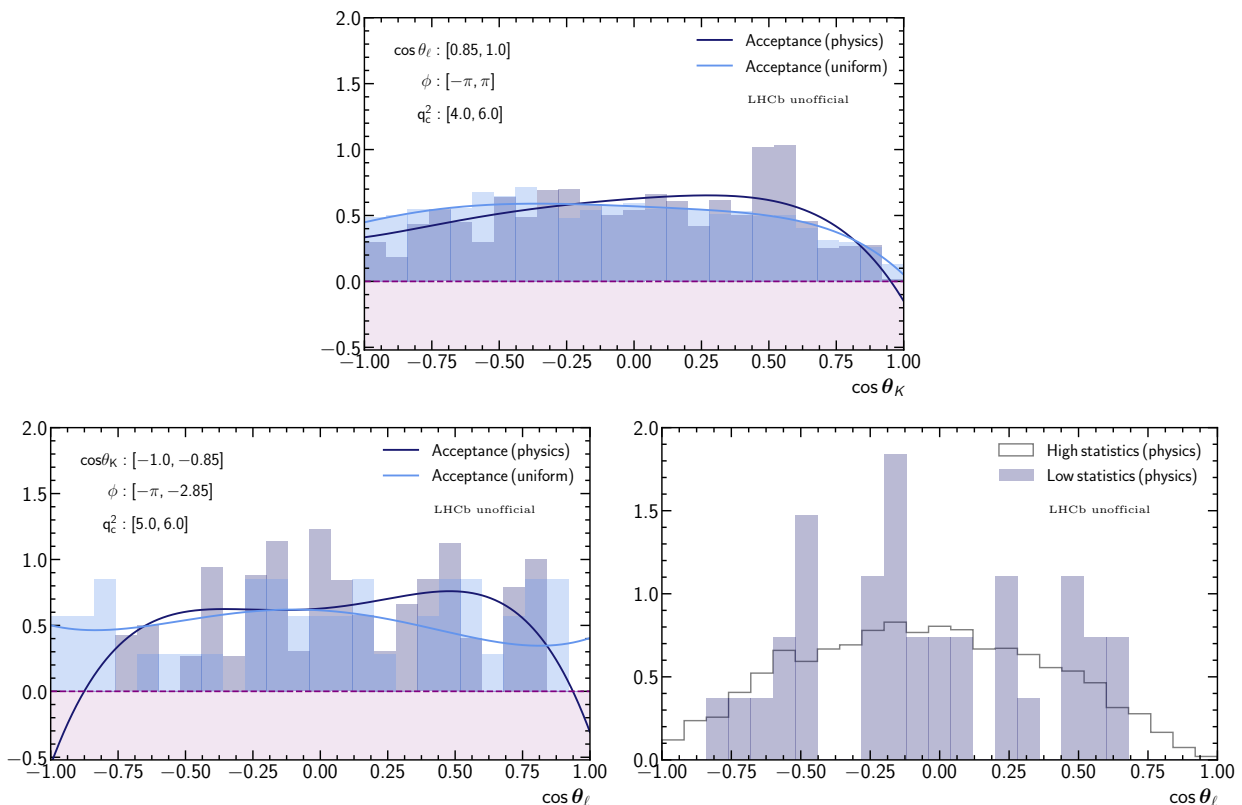 2.0
1.5
1.0
0.5
0.0
−0.5
cos θℓ : [0.85, 1.0]
ϕ : [−π, π]
q²c : [4.0, 6.0]
Acceptance (physics)
Acceptance (uniform)
LHCb unofficial
−1.00 −0.75 −0.50 −0.25 0.00 0.25 0.50 0.75 1.00
cos θK
2.0
1.5
1.0
0.5
0.0
−0.5
cosθK : [−1.0, −0.85]
ϕ : [−π, −2.85]
q²c : [5.0, 6.0]
Acceptance (physics)
Acceptance (uniform)
LHCb unofficial
−1.00 −0.75 −0.50 −0.25 0.00 0.25 0.50 0.75 1.00
cos θℓ
2.0
1.5
1.0
0.5
0.0
High statistics (physics)
Low statistics (physics)
LHCb unofficial
−1.00 −0.75 −0.50 −0.25 0.00 0.25 0.50 0.75 1.00
cos θℓ